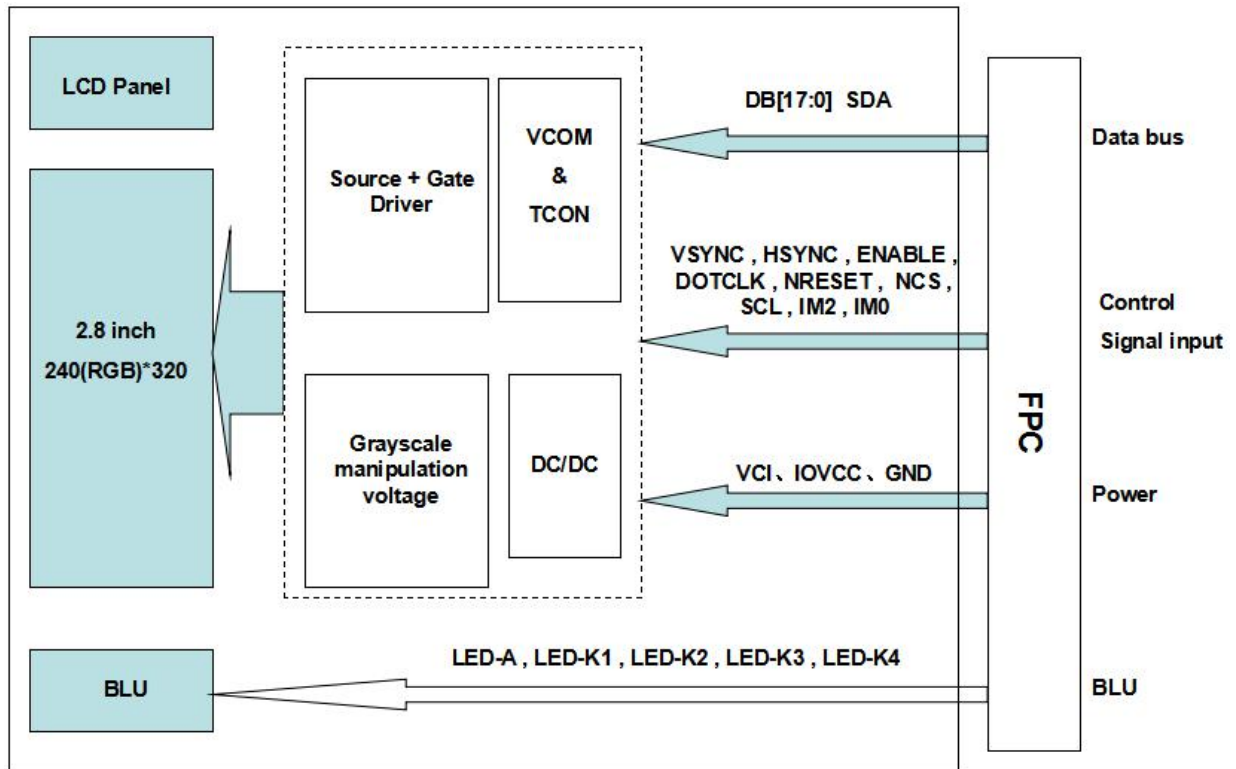 LCD Panel
2.8 inch
240(RGB)*320
BLU
Source + Gate
Driver
VCOM
&
TCON
Grayscale
manipulation
voltage
DC/DC
DB[17:0] SDA
VSYNC , HSYNC , ENABLE ,
DOTCLK , NRESET , NCS ,
SCL , IM2 , IM0
VCI、IOVCC、GND
LED-A , LED-K1 , LED-K2 , LED-K3 , LED-K4
FPC
Data bus
Control
Signal input
Power
BLU